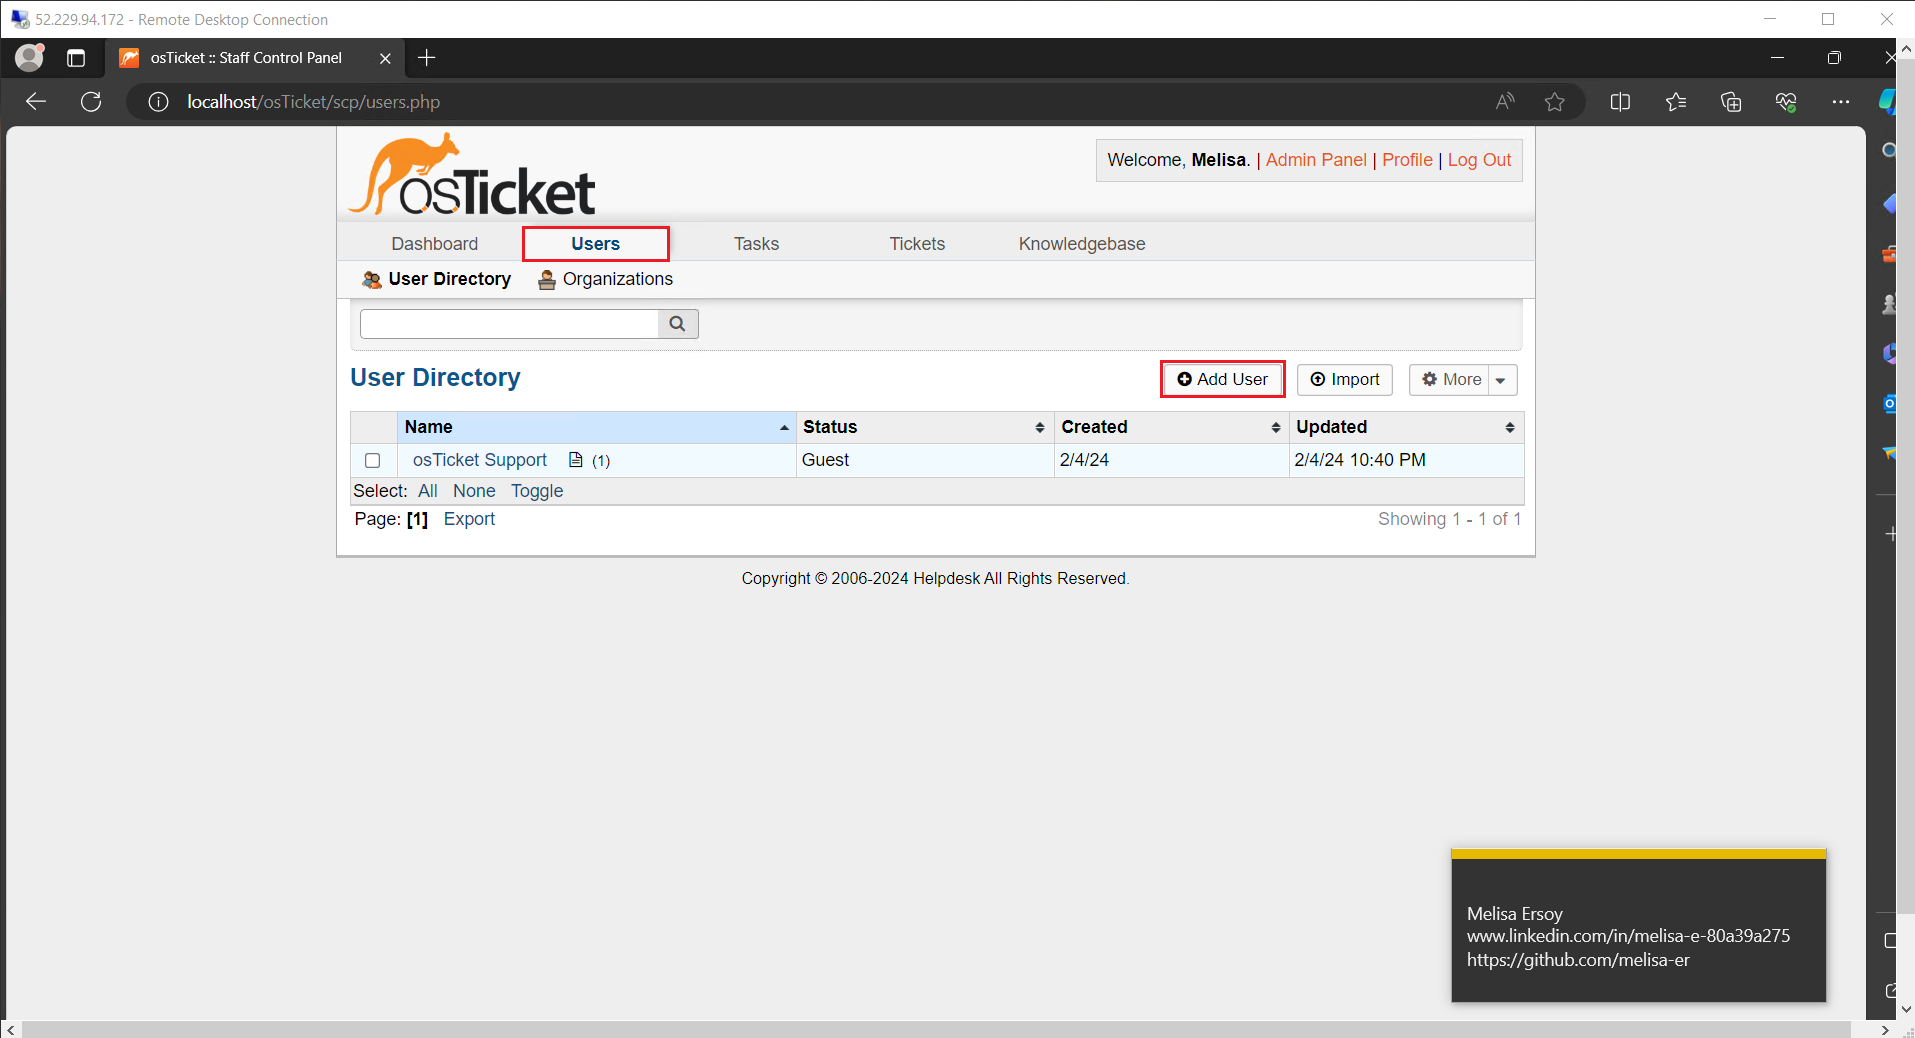 52.229.94.172 - Remote Desktop Connection
osTicket :: Staff Control Panel
localhost/osTicket/scp/users.php
osTicket
Welcome, Melisa. | Admin Panel | Profile | Log Out
Dashboard Users Tasks Tickets Knowledgebase
User Directory Organizations
User Directory
Add User Import More
Name Status Created Updated
osTicket Support (1) Guest 2/4/24 2/4/24 10:40 PM
Select: All None Toggle
Page: [1] Export Showing 1 - 1 of 1
Copyright © 2006-2024 Helpdesk All Rights Reserved.
Melisa Ersoy
www.linkedin.com/in/melisa-e-80a39a275
https://github.com/melisa-er